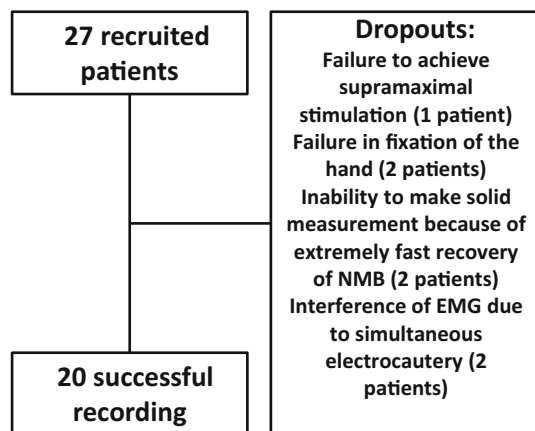 27 recruited
patients
Dropouts:
Failure to achieve
supramaximal
stimulation (1 patient)
Failure in fixation of the
hand (2 patients)
Inability to make solid
measurement because of
extremely fast recovery
of NMB (2 patients)
Interference of EMG due
to simultaneous
electrocautery (2
patients)
20 successful
recording